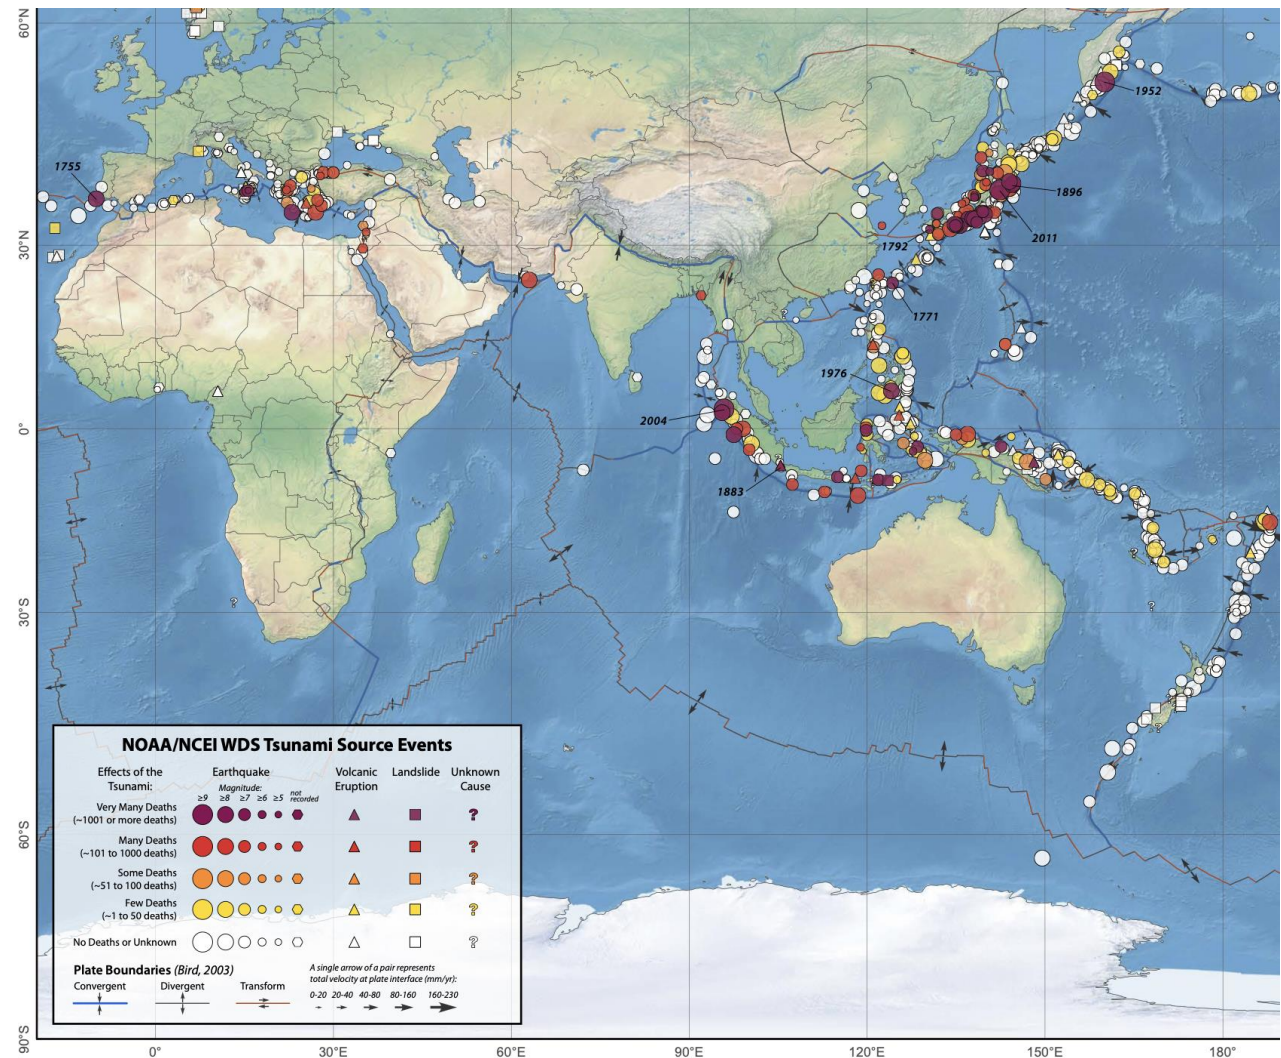 60°N
30°N
0°
30°S
60°S
90°S
1755
1952
1896
2011
1792
1771
1976
2004
1883
NOAA/NCEI WDS Tsunami Source Events
Effects of the Tsunami:
Earthquake
Magnitude:
≥9 ≥8 ≥7 ≥6 ≥5 not recorded
Volcanic Eruption
Landslide
Unknown Cause
Very Many Deaths
(~1001 or more deaths)
?
Many Deaths
(~101 to 1000 deaths)
?
Some Deaths
(~51 to 100 deaths)
?
Few Deaths
(~1 to 50 deaths)
?
No Deaths or Unknown
?
Plate Boundaries (Bird, 2003)
Convergent Divergent Transform
A single arrow of a pair represents
total velocity at plate interface (mm/yr):
0-20 20-40 40-80 80-160 160-230
0° 30°E 60°E 90°E 120°E 150°E 180°